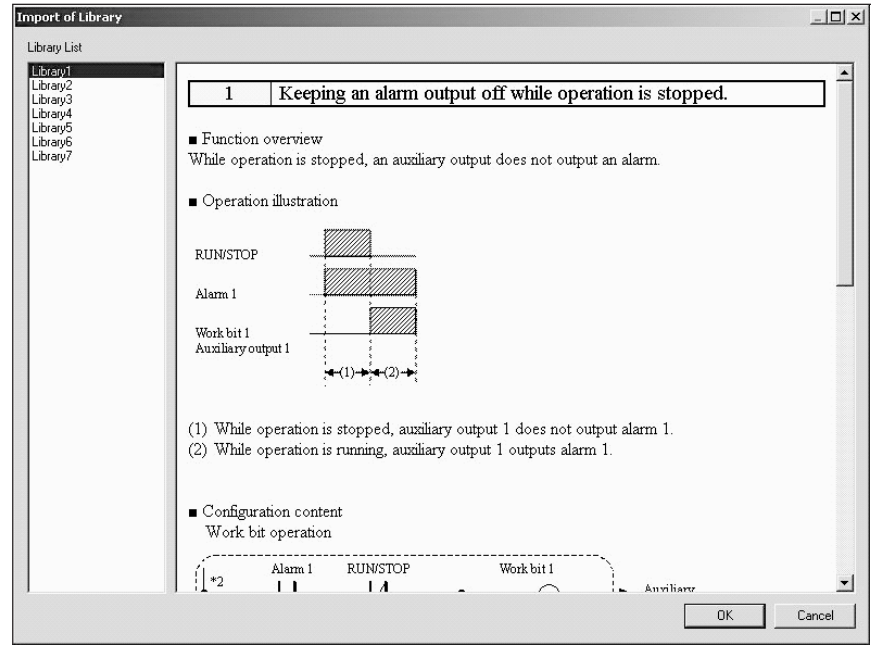 Import of Library
Library List
Library1
Library2
Library3
Library4
Library5
Library6
Library7
1 Keeping an alarm output off while operation is stopped.
■ Function overview
While operation is stopped, an auxiliary output does not output an alarm.
■ Operation illustration
RUN/STOP
Alarm 1
Work bit 1
Auxiliary output 1
(1) (2)
(1) While operation is stopped, auxiliary output 1 does not output alarm 1.
(2) While operation is running, auxiliary output 1 outputs alarm 1.
■ Configuration content
Work bit operation
Alarm 1 RUN/STOP Work bit 1
*2
Auxiliary
OK Cancel